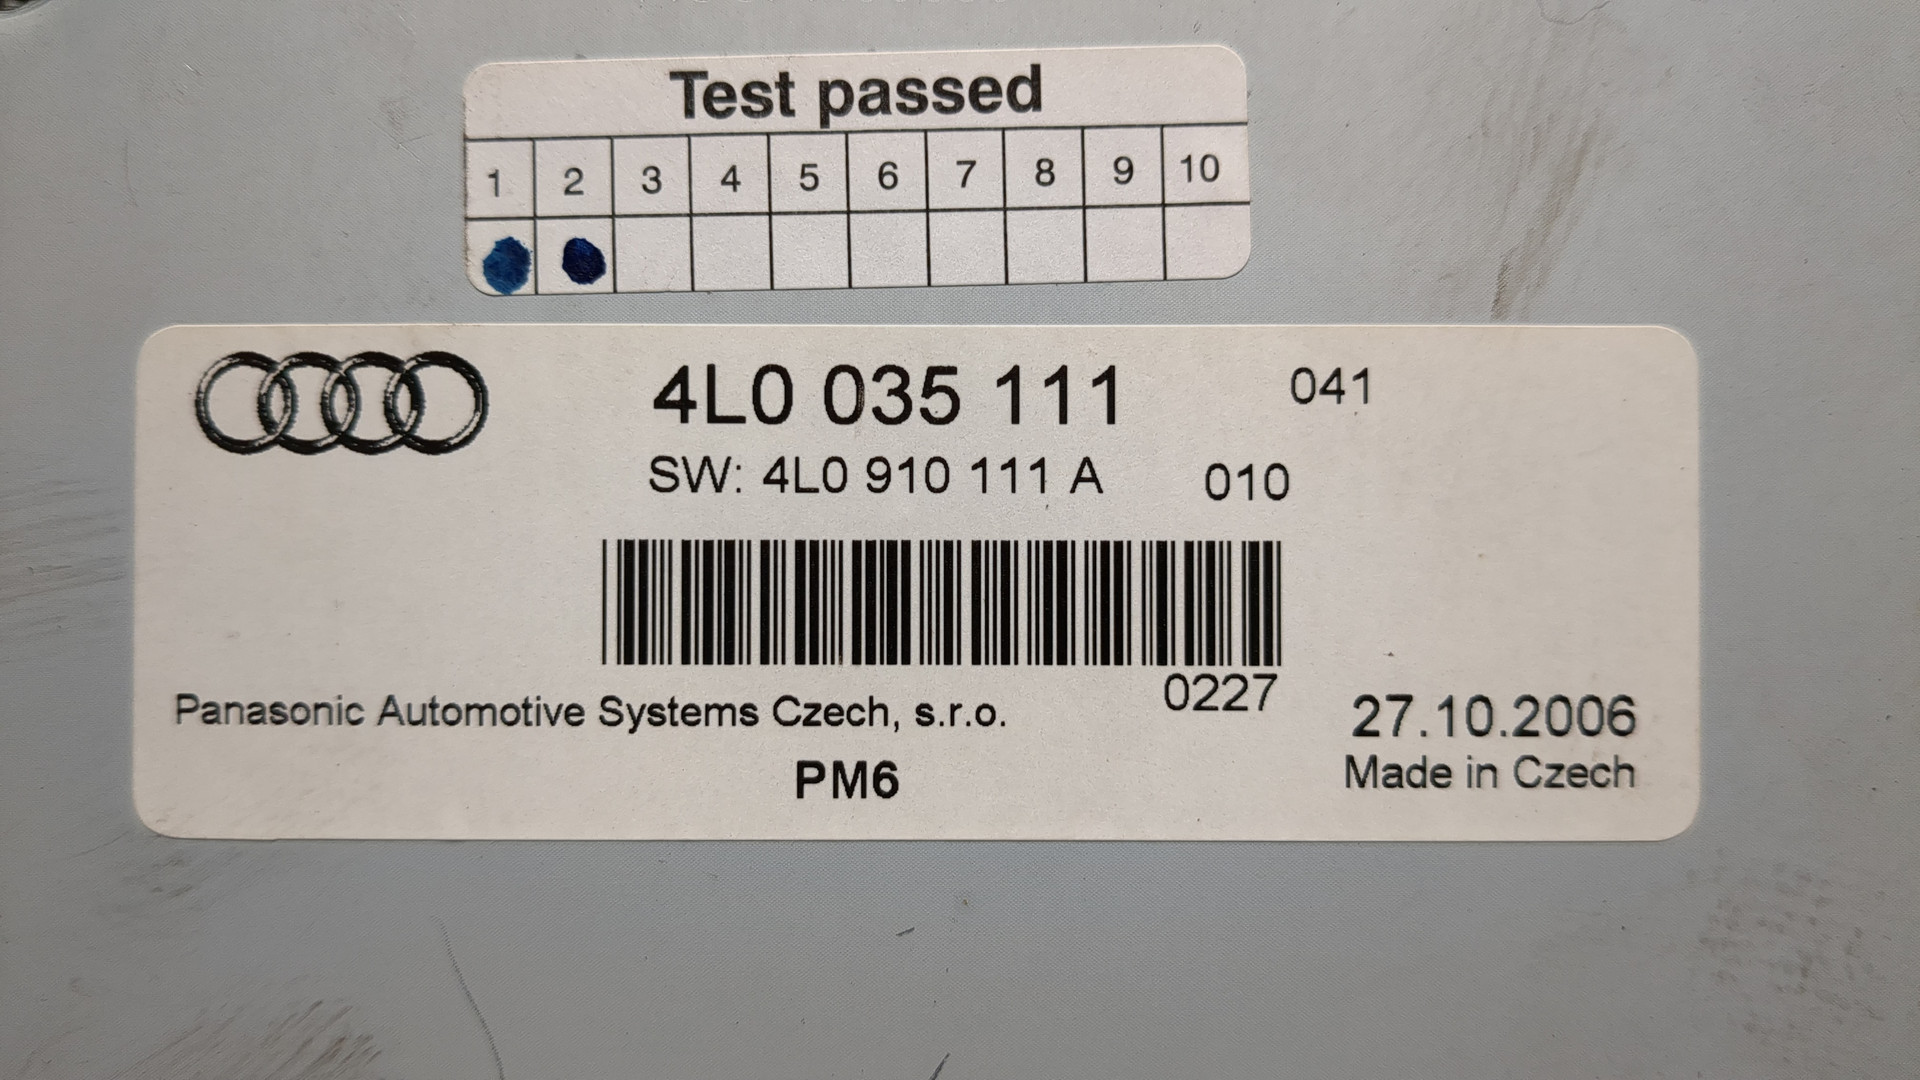 Test passed
1 2 3 4 5 6 7 8 9 10
4L0 035 111 041
SW: 4L0 910 111 A 010
0227
Panasonic Automotive Systems Czech, s.r.o.
27.10.2006
PM6
Made in Czech